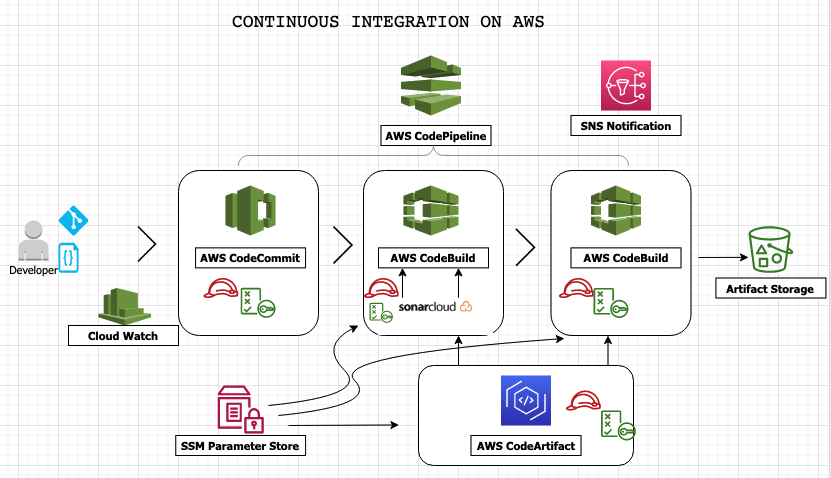 CONTINUOUS INTEGRATION ON AWS
AWS CodePipeline
SNS Notification
Developer
{}
AWS CodeCommit
AWS CodeBuild
AWS CodeBuild
sonarcloud
Artifact Storage
Cloud Watch
</>
SSM Parameter Store
AWS CodeArtifact